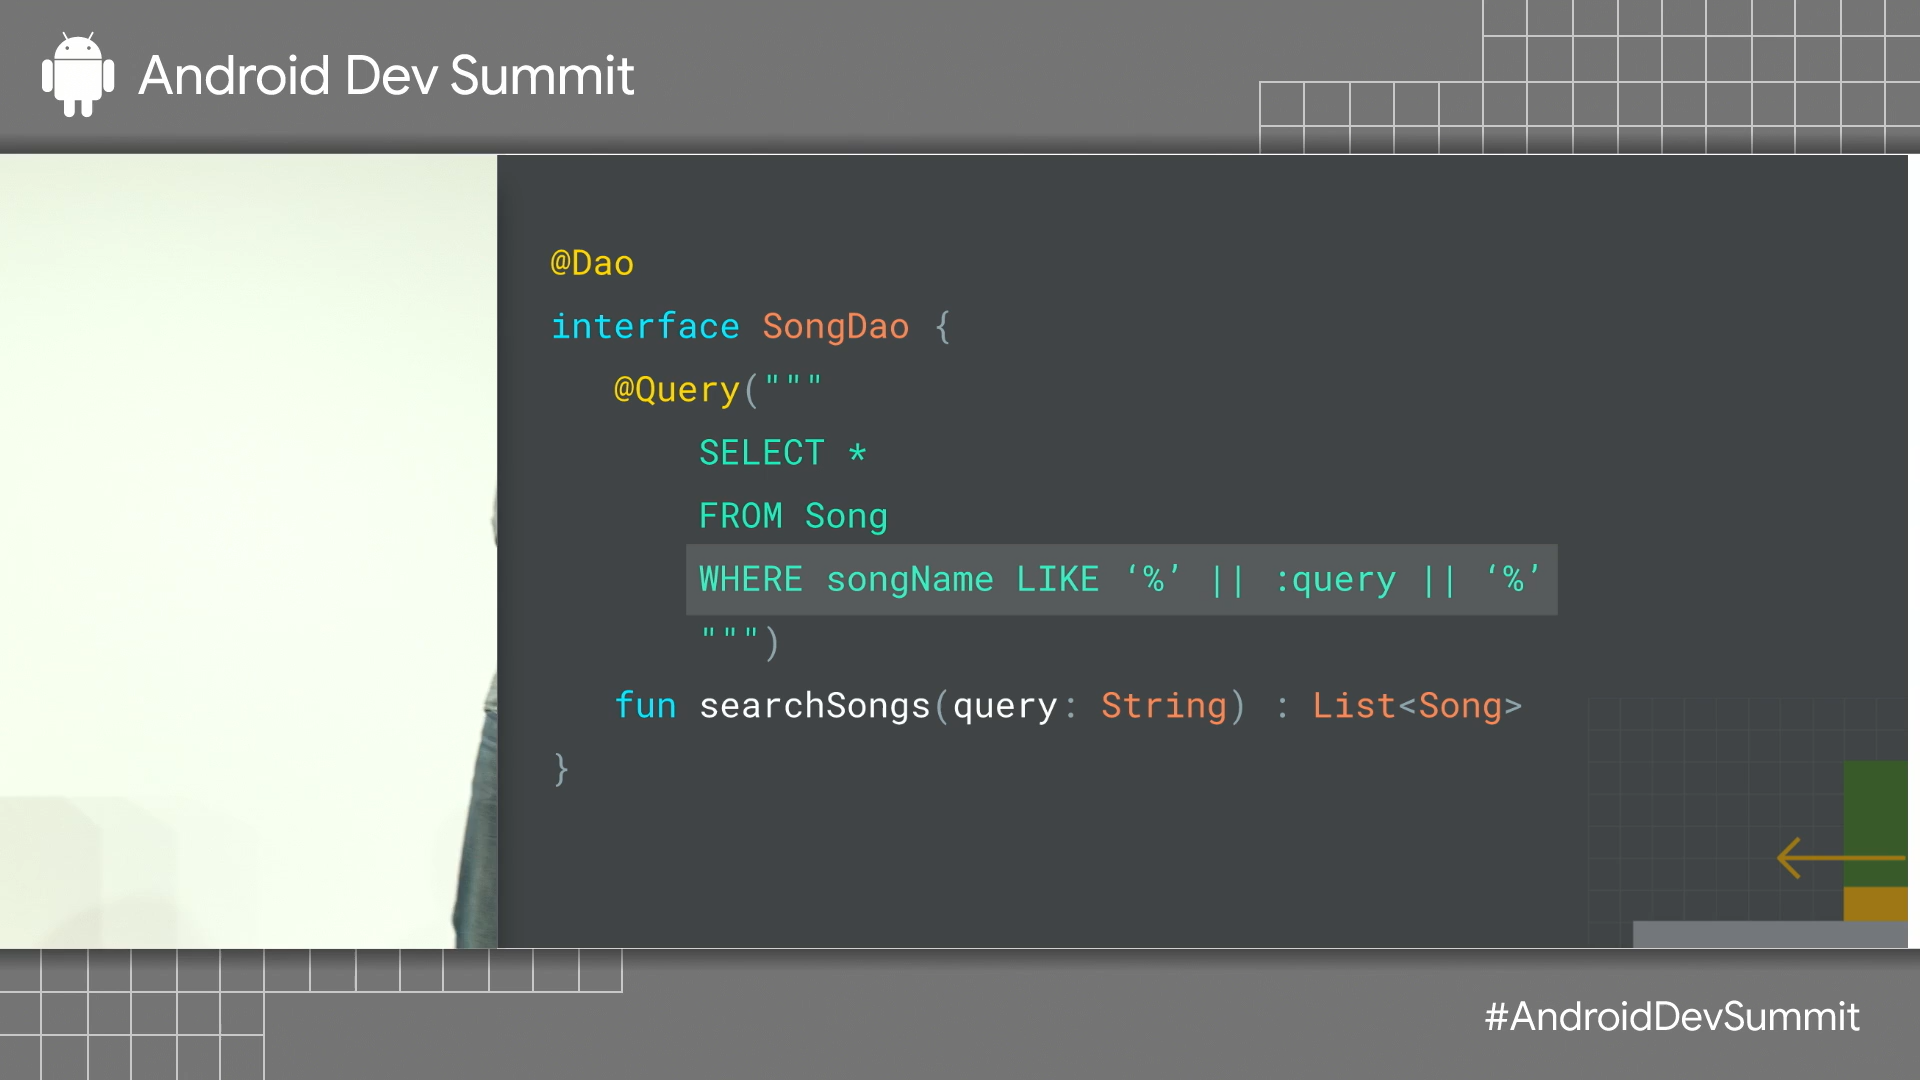 Android Dev Summit
@Dao
interface SongDao {
@Query("""
SELECT *
FROM Song
WHERE songName LIKE ‘%’ || :query || ‘%’
""")
fun searchSongs(query: String) : List<Song>
}
#AndroidDevSummit